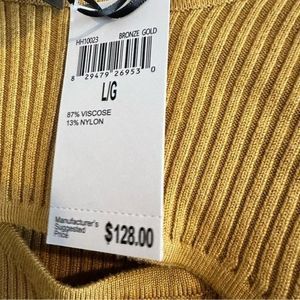 HH10023 BRONZE GOLD
8 29479 26953 0
L/G
87% VISCOSE
13% NYLON
Manufacturer's
Suggested
Price
$128.00